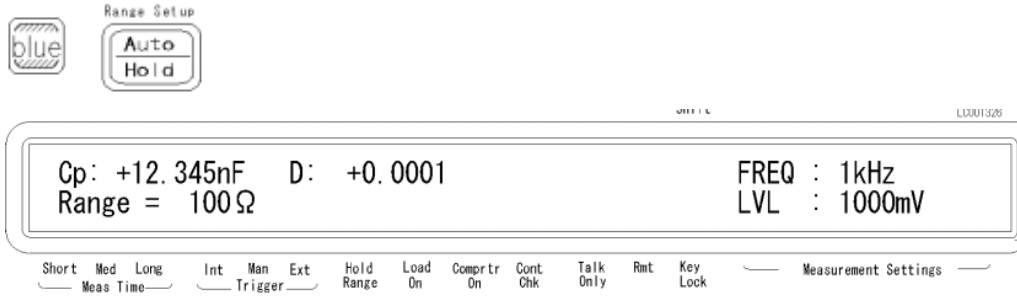 Range Setup
blue
Auto
Hold
LC001326
Cp: +12.345nF D: +0.0001 FREQ : 1kHz
Range = 100Ω LVL : 1000mV
Short Med Long Int Man Ext Hold Range Load On Comprtr On Cont Chk Talk Only Rmt Key Lock Measurement Settings
Meas Time Trigger